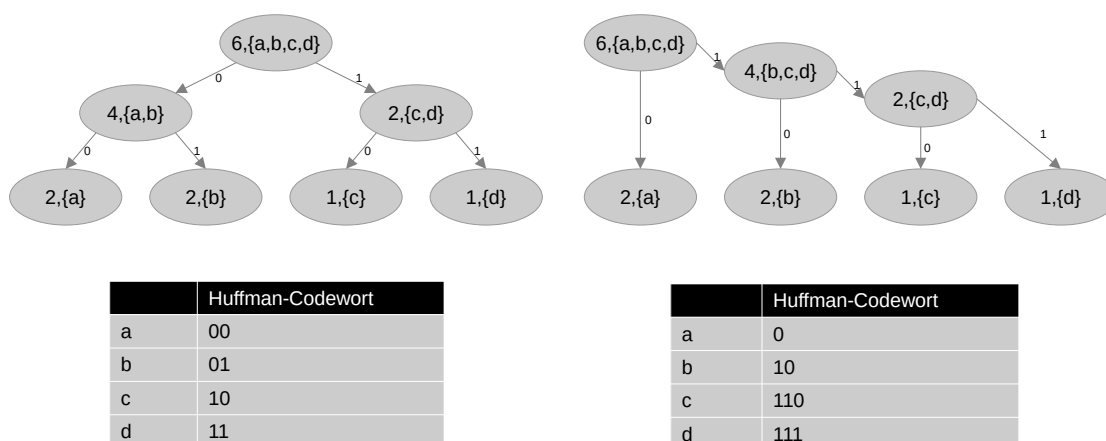 6,{a,b,c,d}
0
1
4,{a,b}
2,{c,d}
0
1
0
1
2,{a}
2,{b}
1,{c}
1,{d}
6,{a,b,c,d}
1
4,{b,c,d}
1
2,{c,d}
0
0
0
1
2,{a}
2,{b}
1,{c}
1,{d}
Huffman-Codewort
a 00
b 01
c 10
d 11
Huffman-Codewort
a 0
b 10
c 110
d 111